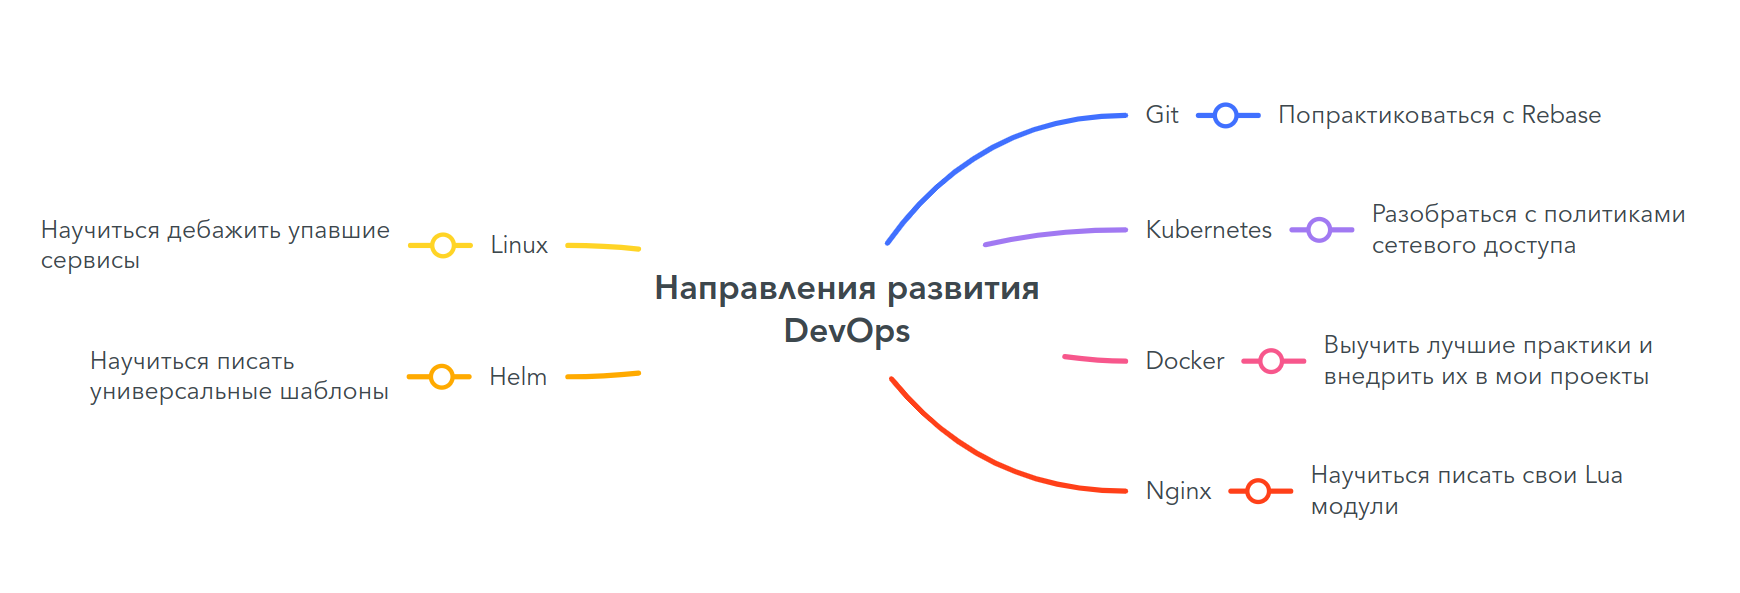 Направления развития
DevOps
Git
Попрактиковаться с Rebase
Kubernetes
Разобраться с политиками
сетевого доступа
Docker
Выучить лучшие практики и
внедрить их в мои проекты
Nginx
Научиться писать свои Lua
модули
Linux
Научиться дебажить упавшие
сервисы
Helm
Научиться писать
универсальные шаблоны